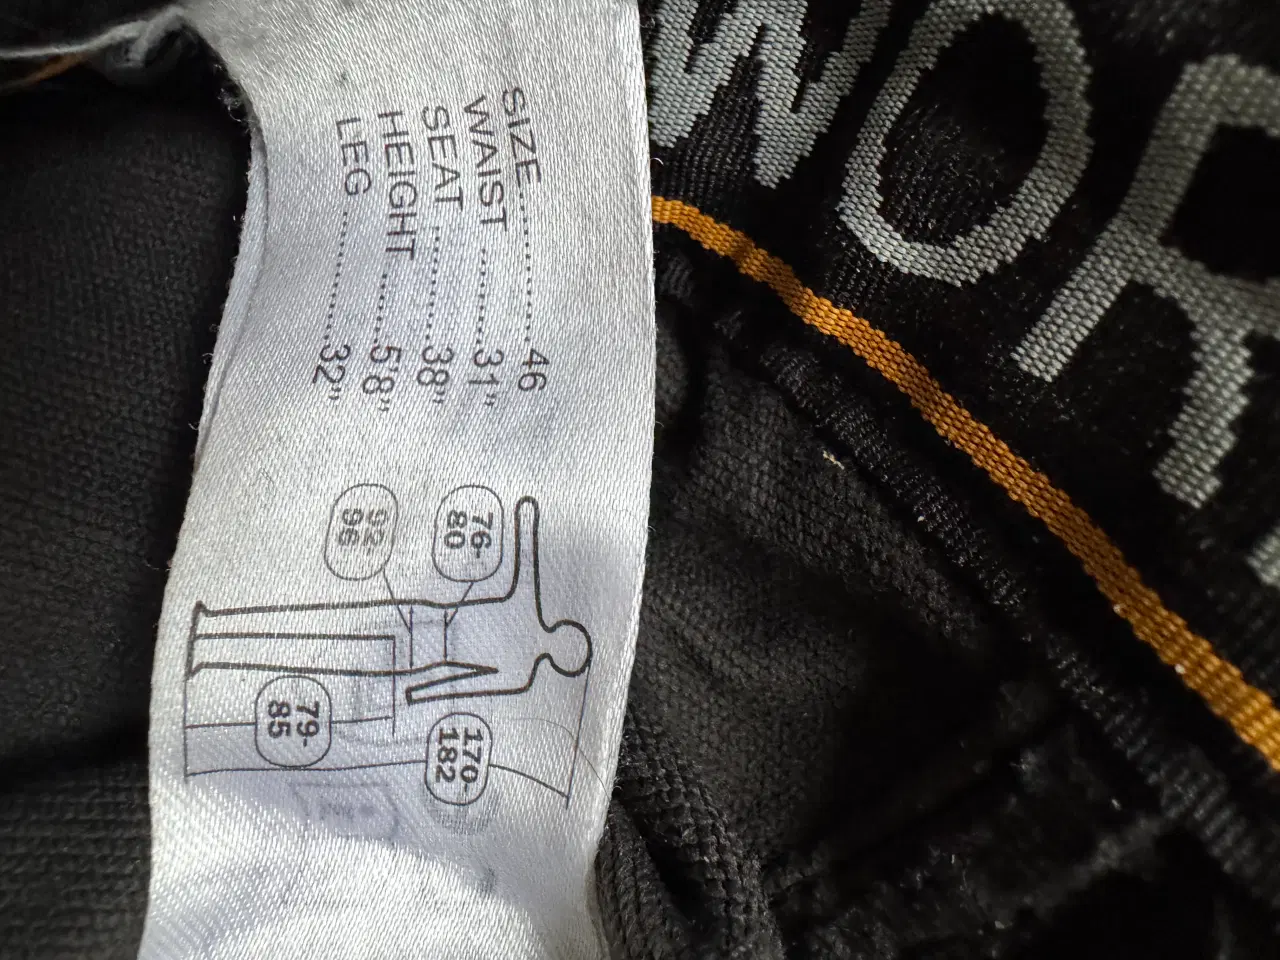 SIZE............46
WAIST.........31"
SEAT...........38"
HEIGHT.....5'8"
LEG.............32"
76-
80
92-
96
170-
182
79-
85
WOR